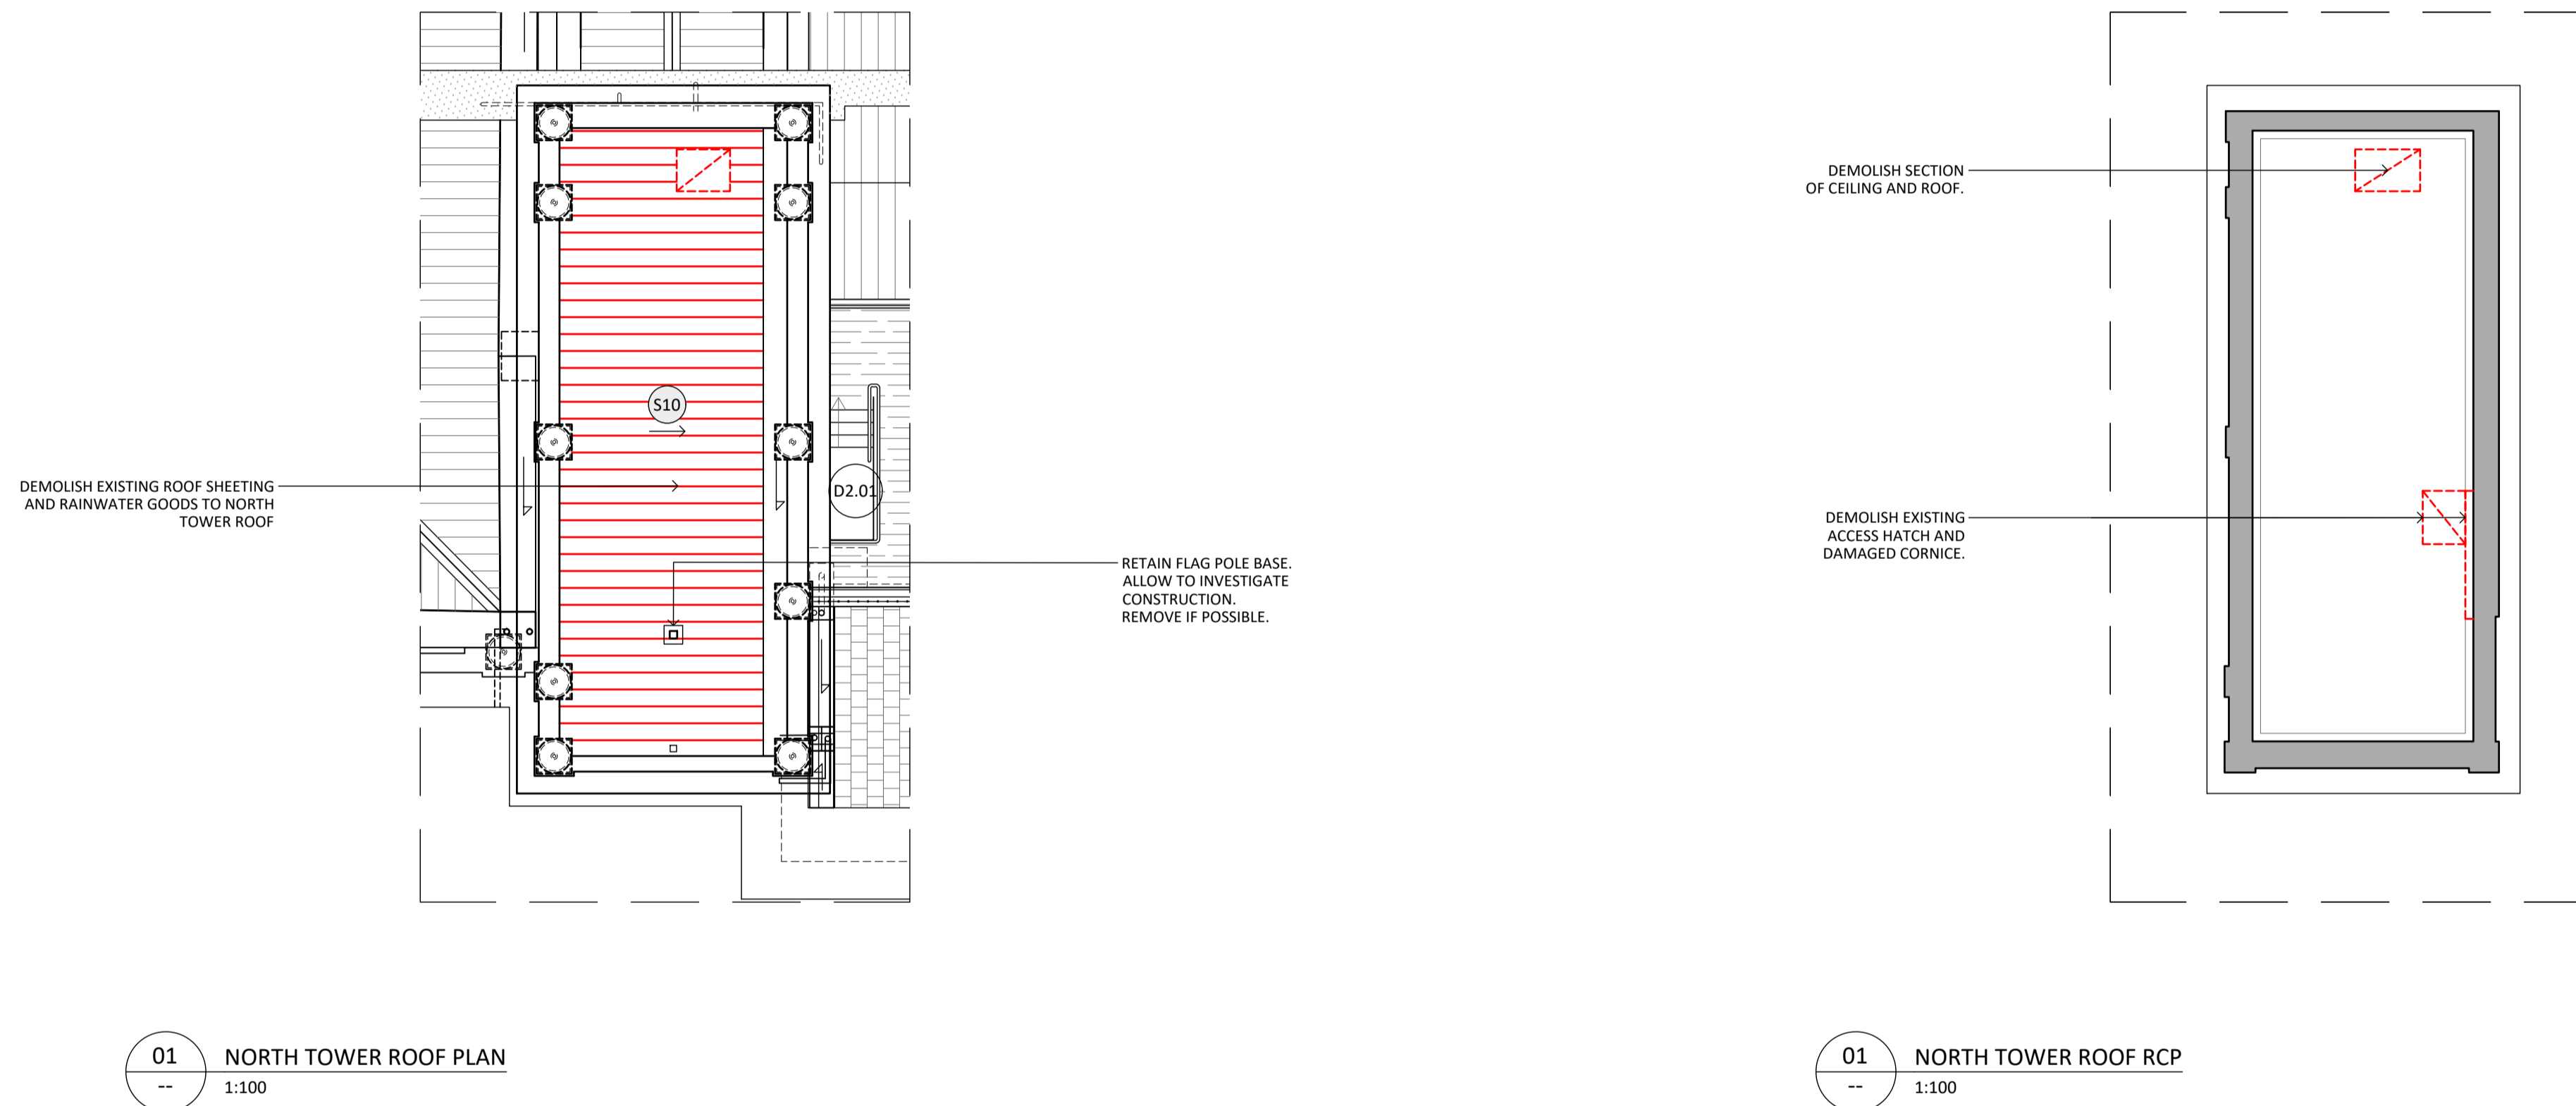 S10
D2.01
DEMOLISH EXISTING ROOF SHEETING
AND RAINWATER GOODS TO NORTH
TOWER ROOF
RETAIN FLAG POLE BASE.
ALLOW TO INVESTIGATE
CONSTRUCTION.
REMOVE IF POSSIBLE.
01
--
NORTH TOWER ROOF PLAN
1:100
DEMOLISH SECTION
OF CEILING AND ROOF.
DEMOLISH EXISTING
ACCESS HATCH AND
DAMAGED CORNICE.
01
--
NORTH TOWER ROOF RCP
1:100